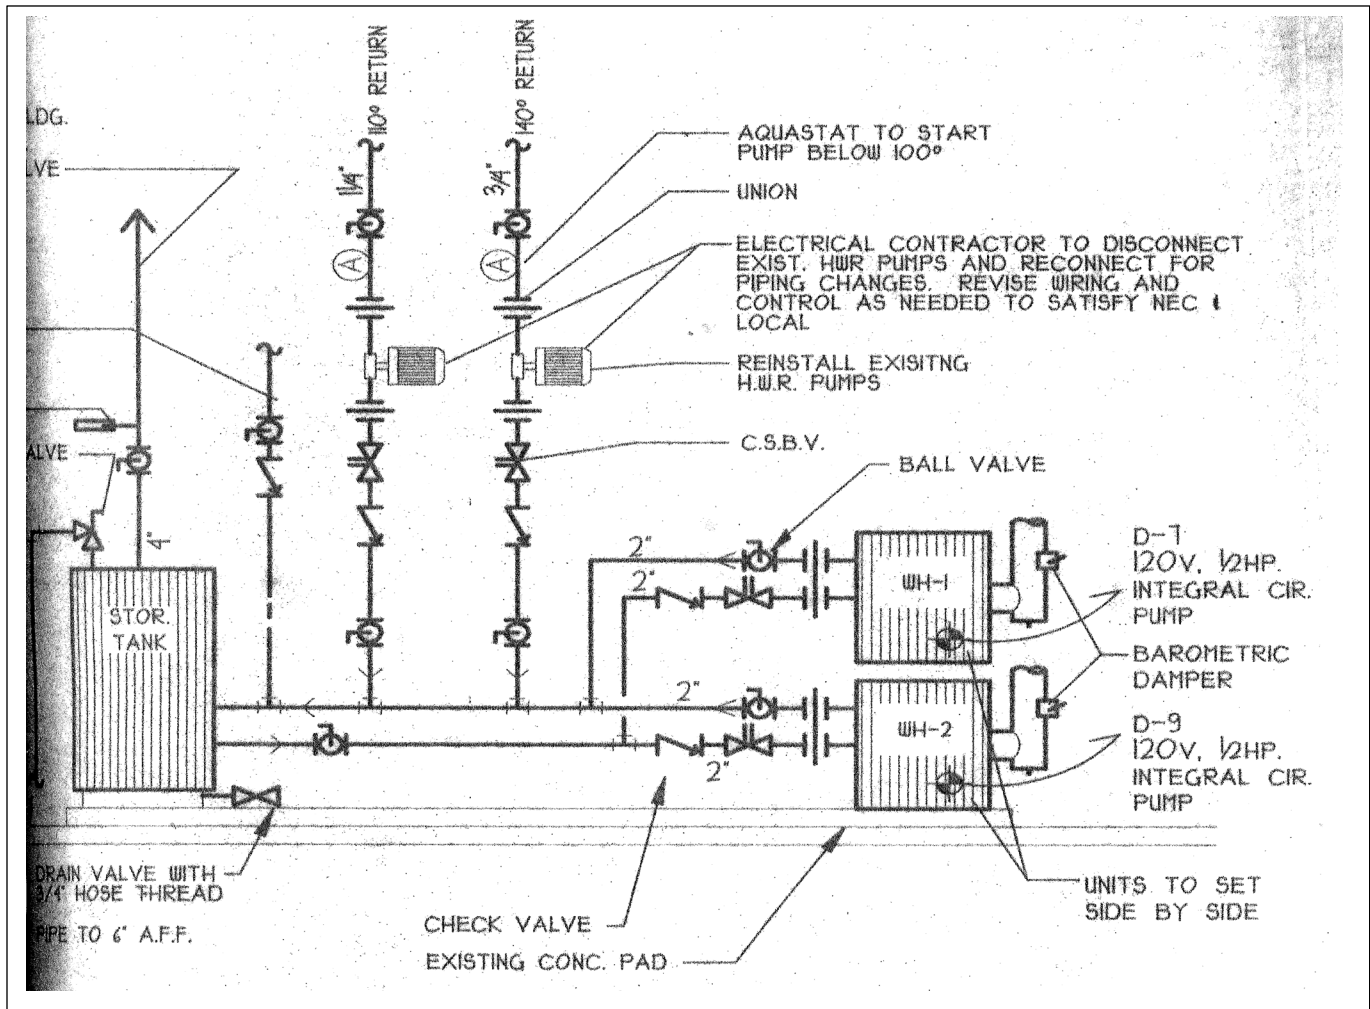 110° RETURN
140° RETURN
LDG.
LVE
1¼"
¾"
AQUASTAT TO START
PUMP BELOW 100°
UNION
A
A
ELECTRICAL CONTRACTOR TO DISCONNECT
EXIST. HWR PUMPS AND RECONNECT FOR
PIPING CHANGES. REVISE WIRING AND
CONTROL AS NEEDED TO SATISFY NEC &
LOCAL
REINSTALL EXISITNG
H.W.R. PUMPS
C.S.B.V.
ALVE
BALL VALVE
4"
2"
2"
WH-1
D-7
120V, 1/2HP.
INTEGRAL CIR.
PUMP
STOR.
TANK
BAROMETRIC
DAMPER
2"
WH-2
2"
D-9
120V, 1/2HP.
INTEGRAL CIR.
PUMP
DRAIN VALVE WITH
3/4" HOSE THREAD
PIPE TO 6" A.F.F.
CHECK VALVE
EXISTING CONC. PAD
UNITS TO SET
SIDE BY SIDE